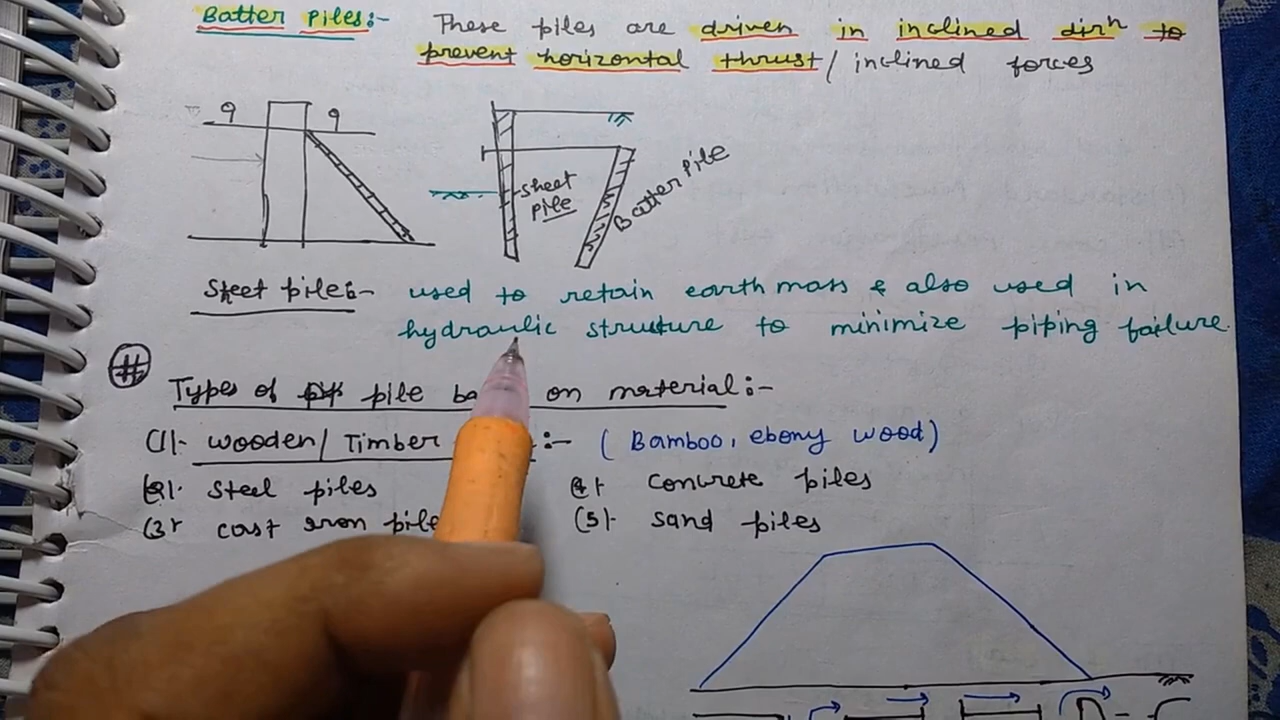 Batter Piles:- These piles are driven in inclined dirⁿ to
prevent horizontal thrust/inclined forces
q q
sheet
pile
Batter pile
Sheet piles:- used to retain earth mass & also used in
hydraulic structure to minimize piping failure.
#
Types of pile on material:-
(1). wooden/ Timber :- ( Bamboo, ebony wood)
(2). Steel piles (4) concrete piles
(3) cast iron pile (5). sand piles